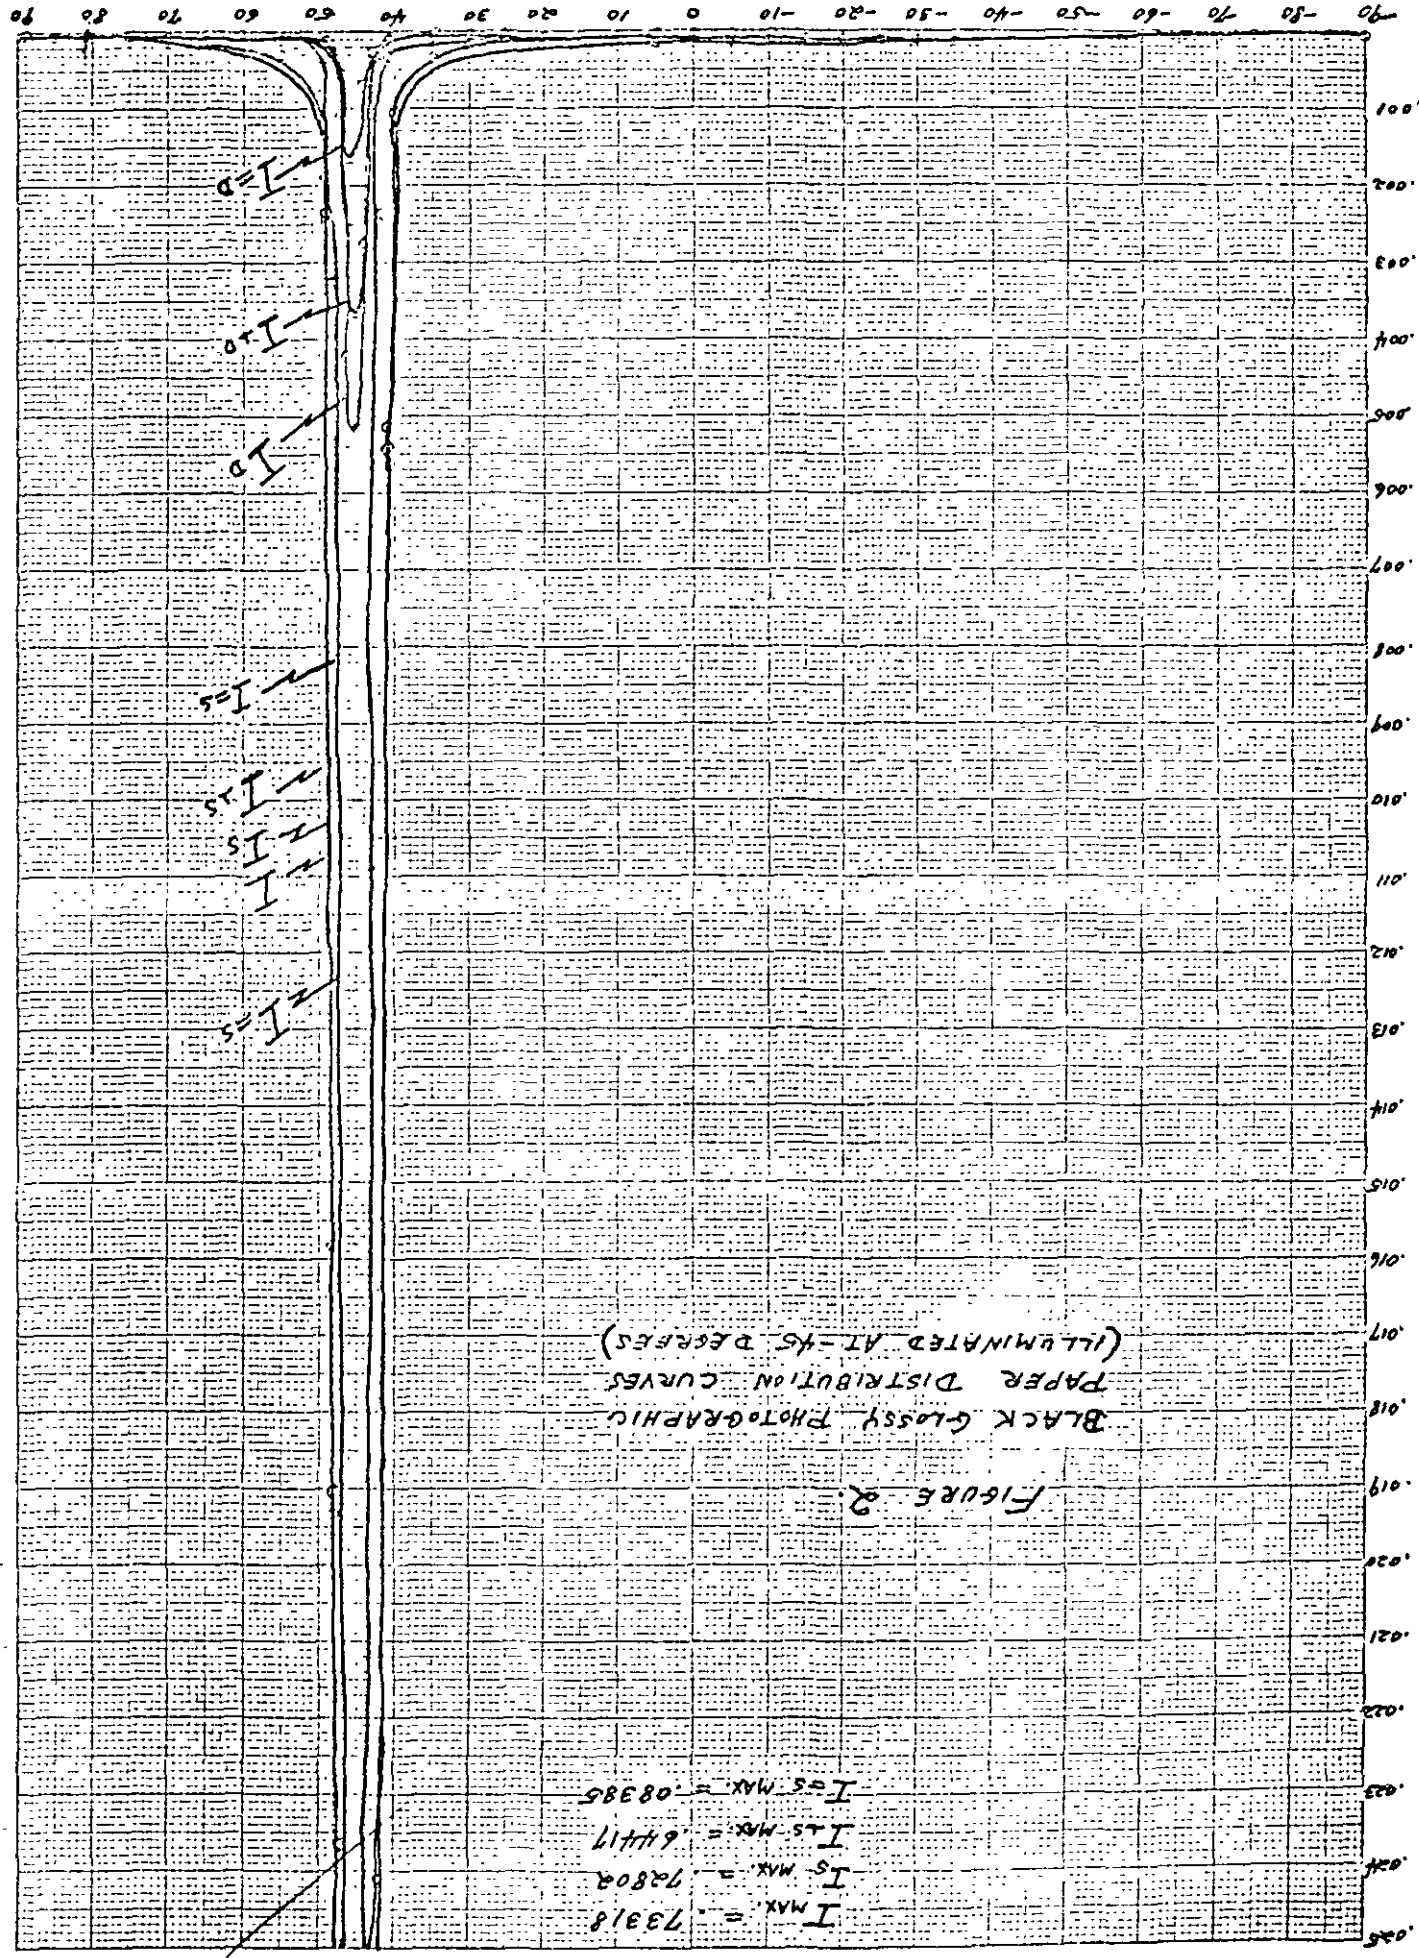 I MAX. = .73318
I S MAX. = .72802
I ⊥S MAX. = .64417
I =S MAX. = .08385
FIGURE 2.
BLACK GLOSSY PHOTOGRAPHIC
PAPER DISTRIBUTION CURVES
(ILLUMINATED AT -45 DEGREES)
.025
.024
.023
.022
.021
.020
.019
.018
.017
.016
.015
.014
.013
.012
.011
.010
.009
.008
.007
.006
.005
.004
.003
.002
.001
I =S
I
I S
I ⊥S
I =S
I D
I ⊥D
I =D
-90 -80 -70 -60 -50 -40 -30 -20 -10 0 10 20 30 40 50 60 70 80 90